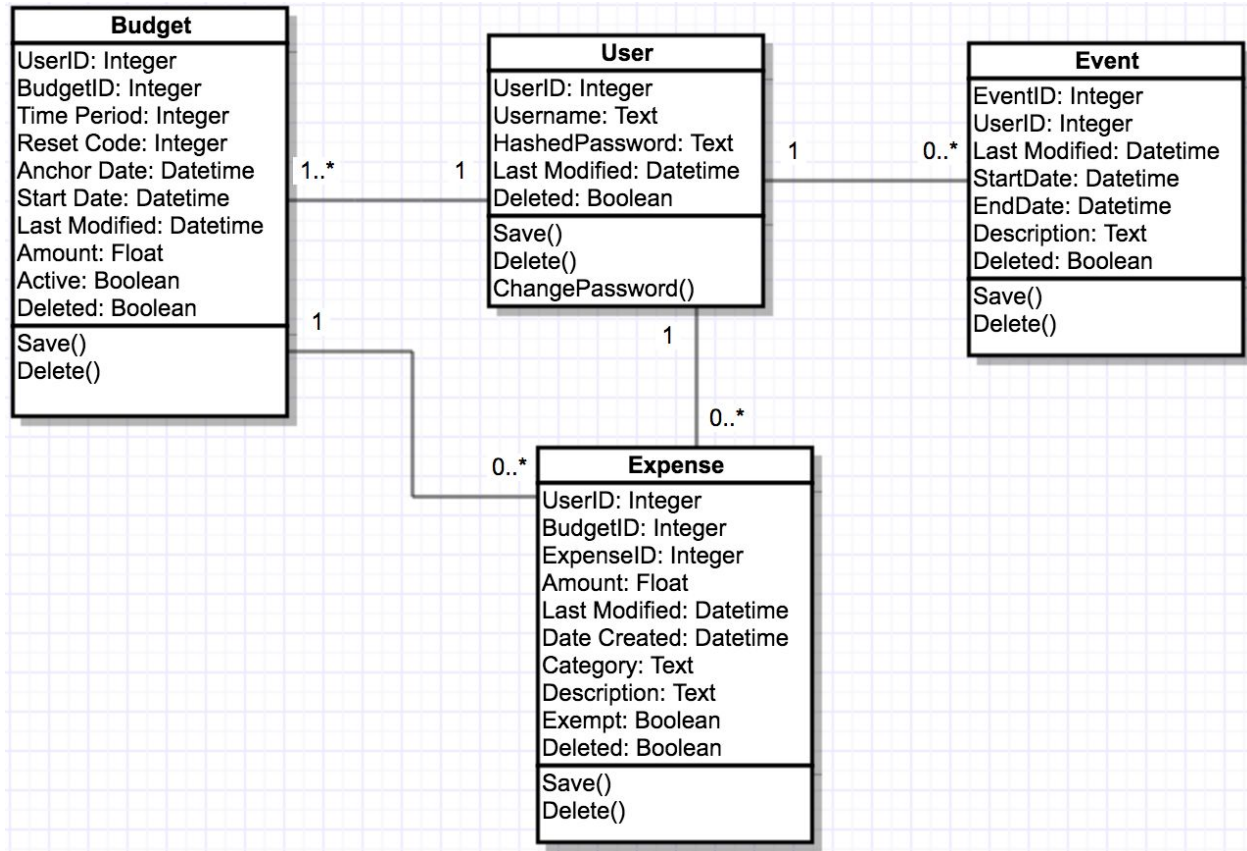 Budget
UserID: Integer
BudgetID: Integer
Time Period: Integer
Reset Code: Integer
Anchor Date: Datetime
Start Date: Datetime
Last Modified: Datetime
Amount: Float
Active: Boolean
Deleted: Boolean
Save()
Delete()
1..*
1
User
UserID: Integer
Username: Text
HashedPassword: Text
Last Modified: Datetime
Deleted: Boolean
Save()
Delete()
ChangePassword()
1
0..*
Event
EventID: Integer
UserID: Integer
Last Modified: Datetime
StartDate: Datetime
EndDate: Datetime
Description: Text
Deleted: Boolean
Save()
Delete()
1
0..*
1
0..*
Expense
UserID: Integer
BudgetID: Integer
ExpenseID: Integer
Amount: Float
Last Modified: Datetime
Date Created: Datetime
Category: Text
Description: Text
Exempt: Boolean
Deleted: Boolean
Save()
Delete()